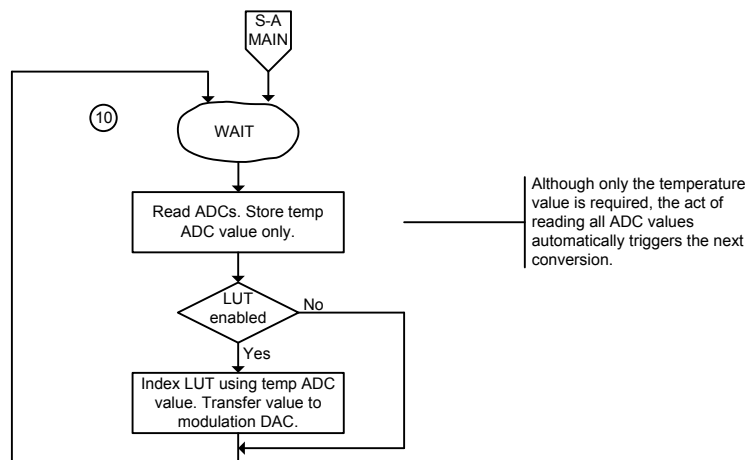 S-A
MAIN
10
WAIT
Read ADCs. Store temp
ADC value only.
Although only the temperature
value is required, the act of
reading all ADC values
automatically triggers the next
conversion.
LUT
enabled
No
Yes
Index LUT using temp ADC
value. Transfer value to
modulation DAC.